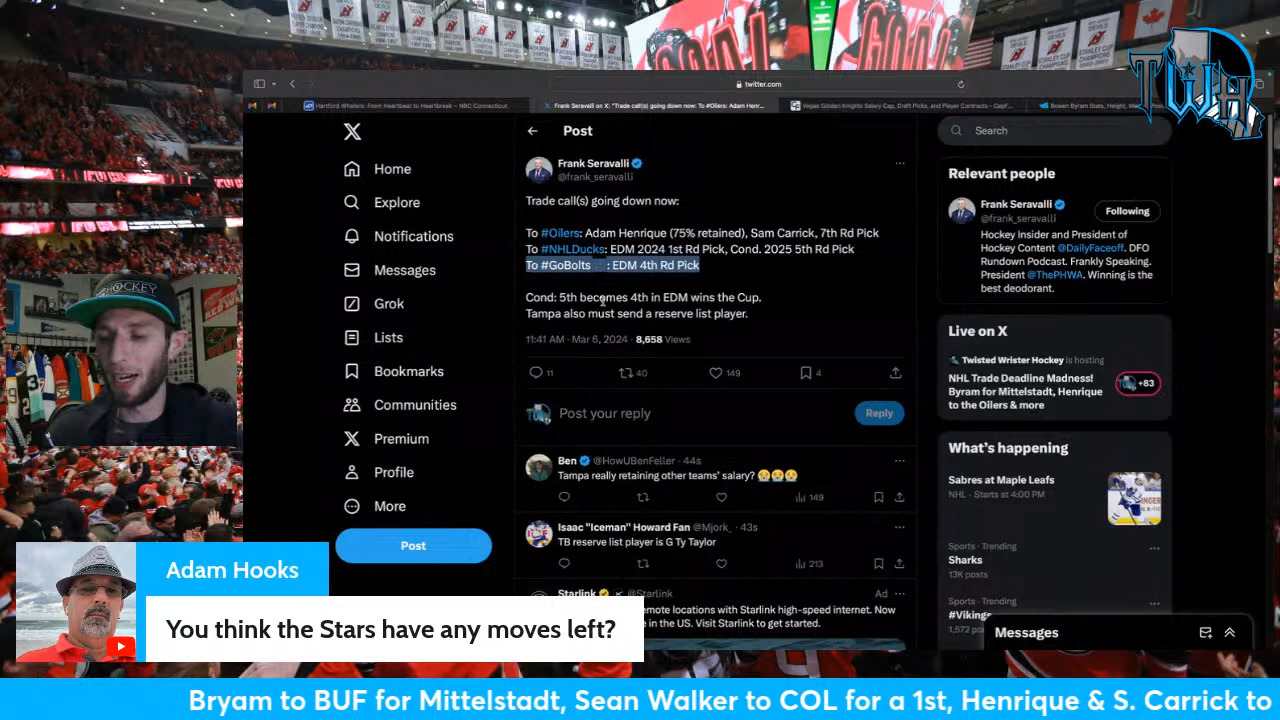 GOAL
GOAL
TWH
twitter.com
Hartford Whalers: From Heartbeat to Heartbreak – NBC Connecticut
Frank Seravalli on X: "Trade call(s) going down now: To #Oilers: Adam Henr...
Vegas Golden Knights Salary Cap, Draft Picks, and Player Contracts - CapF...
Bowen Byram Stats, Height, We
Home
Explore
Notifications
Messages
Grok
Lists
Bookmarks
Communities
Premium
Profile
More
Post
Post
Frank Seravalli
@frank_seravalli
Trade call(s) going down now:
To #Oilers: Adam Henrique (75% retained), Sam Carrick, 7th Rd Pick
To #NHLDucks: EDM 2024 1st Rd Pick, Cond. 2025 5th Rd Pick
To #GoBolts : EDM 4th Rd Pick
Cond: 5th becomes 4th in EDM wins the Cup.
Tampa also must send a reserve list player.
11:41 AM · Mar 6, 2024 · 8,658 Views
11
40
149
4
Post your reply
Reply
Ben @HowUBenFeller · 44s
Tampa really retaining other teams' salary?
149
Isaac "Iceman" Howard Fan @Mjork_ · 43s
TB reserve list player is G Ty Taylor
213
Starlink @Starlink
Ad
emote locations with Starlink high-speed internet. Now
e in the US. Visit Starlink to get started.
Search
Relevant people
Frank Seravalli
@frank_seravalli
Following
Hockey Insider and President of
Hockey Content @DailyFaceoff. DFO
Rundown Podcast. Frankly Speaking.
President @ThePHWA. Winning is the
best deodorant.
Live on X
Twisted Wrister Hockey is hosting
NHL Trade Deadline Madness!
Byram for Mittelstadt, Henrique
to the Oilers & more
+83
What's happening
Sabres at Maple Leafs
NHL · Starts at 4:00 PM
Sports · Trending
Sharks
13K posts
Sports · Trending
#Vikings
1,572 po
Messages
HOCKEY
Adam Hooks
You think the Stars have any moves left?
Bryam to BUF for Mittelstadt, Sean Walker to COL for a 1st, Henrique & S. Carrick to